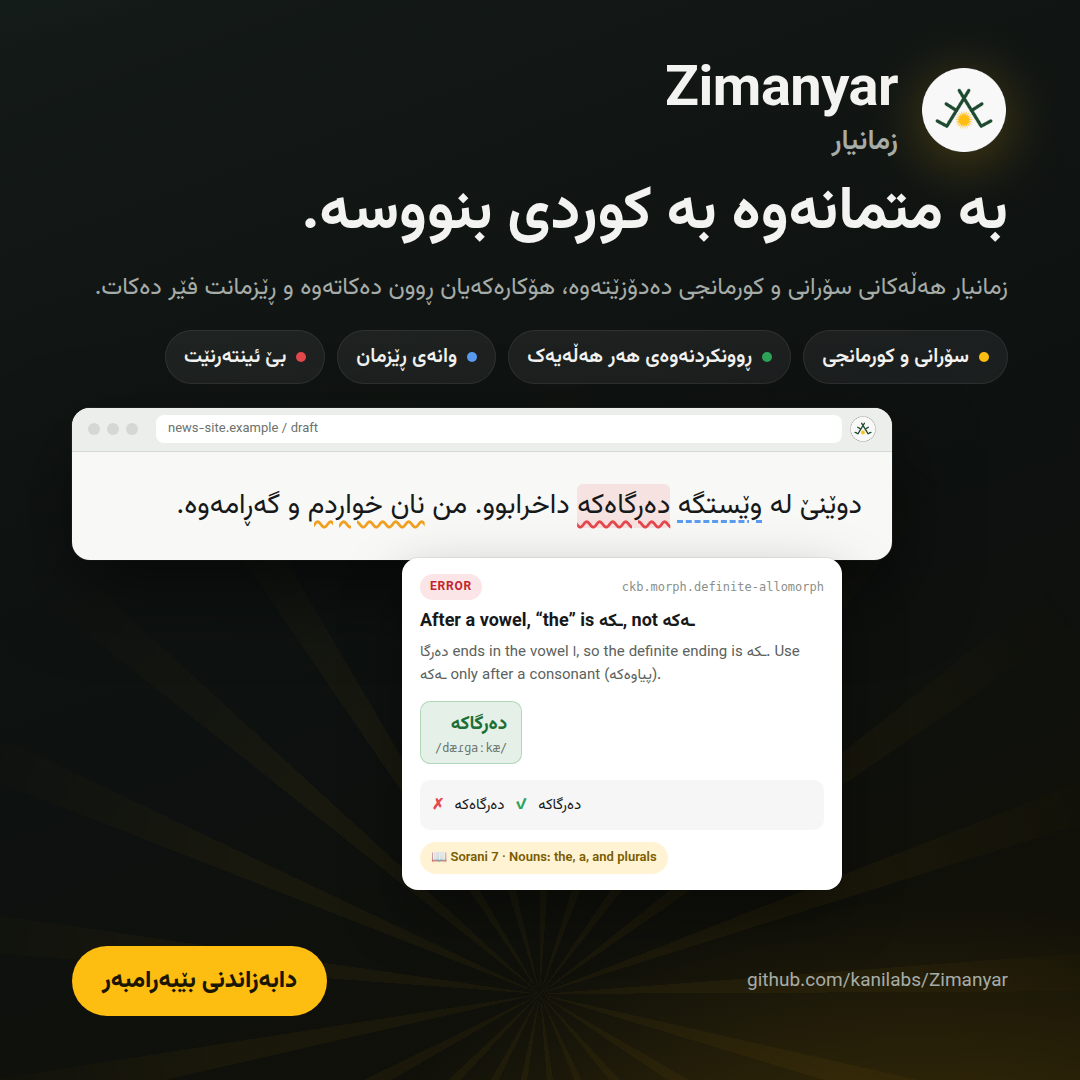 Zimanyar
زمانیار
بە متمانەوە بە کوردی بنووسە.
زمانیار هەڵەکانی سۆرانی و کورمانجی دەدۆزێتەوە، هۆکارەکەیان ڕوون دەکاتەوە و ڕێزمانت فێر دەکات.
سۆرانی و کورمانجی
ڕوونکردنەوەی هەر هەڵەیەک
وانەی ڕێزمان
بێ ئینتەرنێت
news-site.example / draft
دوێنێ لە وێستگە دەرگاەکە داخرابوو. من نان خواردم و گەڕامەوە.
ERROR
ckb.morph.definite-allomorph
After a vowel, “the” is ـکە, not ـەکە
دەرگا ends in the vowel ا, so the definite ending is ـکە. Use
ـەکە only after a consonant (پیاوەکە).
دەرگاکە
/dæɾɡaːkæ/
✗ دەرگاەکە ✓ دەرگاکە
📖 Sorani 7 · Nouns: the, a, and plurals
دابەزاندنی بێبەرامبەر
github.com/kanilabs/Zimanyar